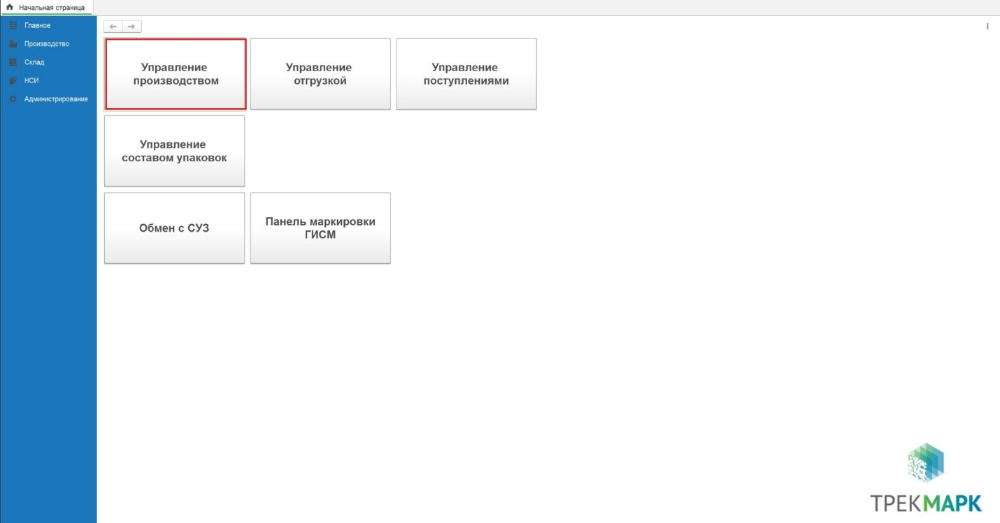 Начальная страница
Главное
Производство
Склад
НСИ
Администрирование
Управление
производством
Управление
отгрузкой
Управление
поступлениями
Управление
составом упаковок
Обмен с СУЗ
Панель маркировки
ГИСМ
ТРЕКМАРК